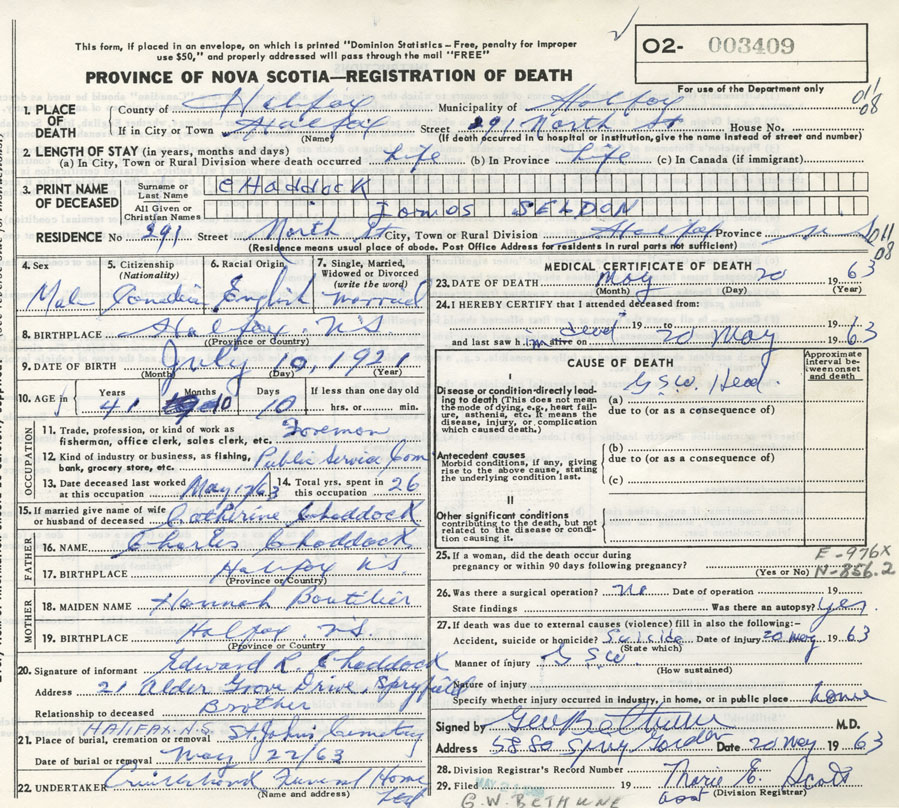 This form, if placed in an envelope, on which is printed "Dominion Statistics—Free, penalty for improper
use $50," and properly addressed will pass through the mail "FREE"
O2- 003409
For use of the Department only
PROVINCE OF NOVA SCOTIA—REGISTRATION OF DEATH
1. PLACE OF DEATH
County of Halifax Municipality of Halifax
If in City or Town Halifax Street 291 North St House No.
(Name) (If death occurred in a hospital or institution, give the name instead of street and number)
2. LENGTH OF STAY (in years, months and days)
(a) In City, Town or Rural Division where death occurred Life (b) In Province Life (c) In Canada (if immigrant)
3. PRINT NAME OF DECEASED
Surname or Last Name CHaddock
All Given or Christian Names James SELDON
RESIDENCE No 291 Street North St City, Town or Rural Division Halifax Province N S
(Residence means usual place of abode. Post Office Address for residents in rural parts not sufficient)
4. Sex Male
5. Citizenship (Nationality) Canadian
6. Racial Origin English
7. Single, Married, Widowed or Divorced (write the word) married
8. BIRTHPLACE Halifax. NS
(Province or Country)
9. DATE OF BIRTH July 10, 1921
(Month) (Day) (Year)
10. AGE in Years 41 Months 10 Days 10 If less than one day old hrs. or min.
OCCUPATION
11. Trade, profession, or kind of work as fisherman, office clerk, sales clerk, etc. Foreman
12. Kind of industry or business, as fishing, bank, grocery store, etc. Public Service Com
13. Date deceased last worked at this occupation May 17/63
14. Total yrs. spent in this occupation 26
15. If married give name of wife or husband of deceased Catherine Chaddock
FATHER
16. NAME Charles Chaddock
17. BIRTHPLACE Halifax NS
(Province or Country)
MOTHER
18. MAIDEN NAME Hannah Boutilier
19. BIRTHPLACE Halifax, N.S.
(Province or Country)
20. Signature of informant Edward R. Chaddock
Address 21 Alder Grove Drive, Spryfield
Relationship to deceased Brother
21. Place of burial, cremation or removal HALIFAX N.S. St Johns Cemetery
Date of burial or removal May 22/63
22. UNDERTAKER Cruikshank Funeral Home Ltd
(Name and address)
MEDICAL CERTIFICATE OF DEATH
23. DATE OF DEATH May 20 63
(Month) (Day) (Year)
24. I HEREBY CERTIFY that I attended deceased from:
19 to 19
and last saw him alive on dead 20 May 1963
CAUSE OF DEATH
Approximate interval between onset and death
I
Disease or condition directly leading to death (This does not mean the mode of dying, e.g., heart failure, asthenia, etc. It means the disease, injury, or complication which caused death.)
(a) G S W. Head
due to (or as a consequence of)
Antecedent causes
Morbid conditions, if any, giving rise to the above cause, stating the underlying condition last.
(b)
due to (or as a consequence of)
(c)
II
Other significant conditions
contributing to the death, but not related to the disease or condition causing it.
25. If a woman, did the death occur during pregnancy or within 90 days following pregnancy?
(Yes or No)
E-976X
N-856.2
26. Was there a surgical operation? No Date of operation 19
State findings Was there an autopsy? yes.
27. If death was due to external causes (violence) fill in also the following:
Accident, suicide or homicide? Suicide Date of injury 20 May 1963
(State which)
Manner of injury G S W.
(How sustained)
Nature of injury
Specify whether injury occurred in industry, in home, or in public place home
Signed by M.D.
Address 5880 Spring Garden Date 20 May 1963
28. Division Registrar's Record Number
29. Filed 19 Marie E. Scott
asst (Division Registrar)
G.W. BETHUNE